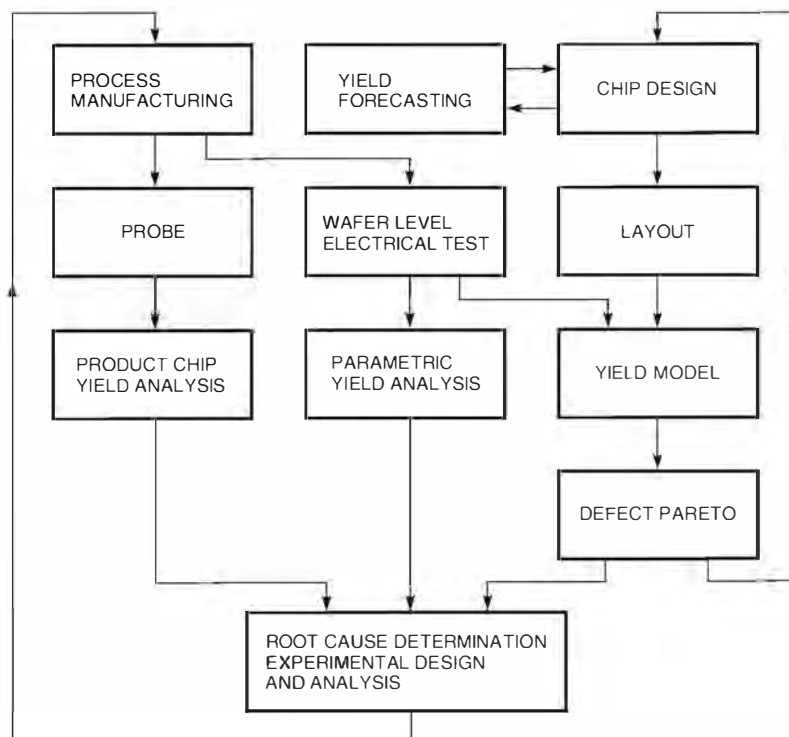 PROCESS
MANUFACTURING
YIELD
FORECASTING
CHIP DESIGN
PROBE
WAFER LEVEL
ELECTRICAL TEST
LAYOUT
PRODUCT CHIP
YIELD ANALYSIS
PARAMETRIC
YIELD ANALYSIS
YIELD MODEL
DEFECT PARETO
ROOT CAUSE DETERMINATION
EXPERIMENTAL DESIGN
AND ANALYSIS